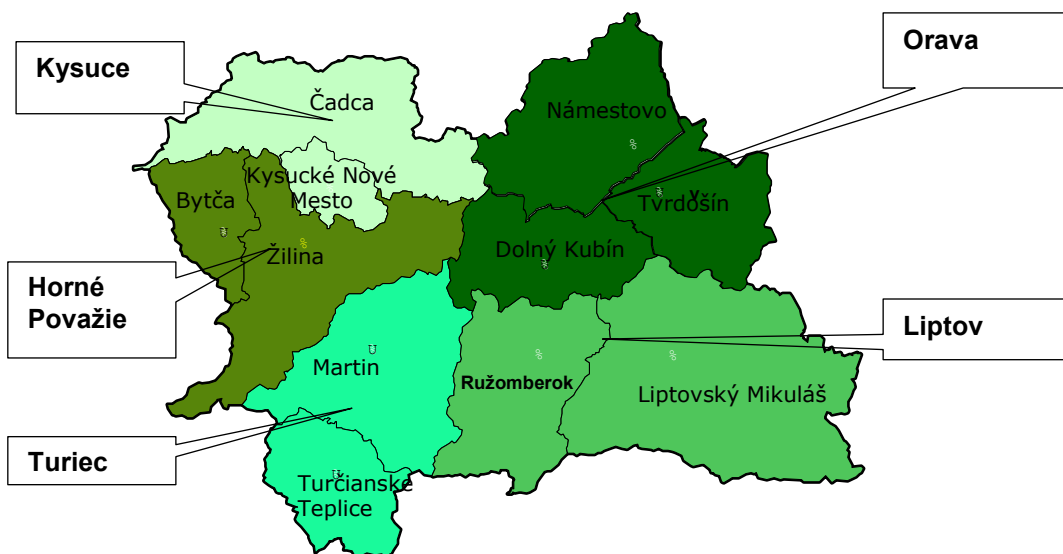 Kysuce
Orava
Čadca
Námestovo
Kysucké Nové
Mesto
Bytča
Tvrdošín
Dolný Kubín
Žilina
Horné
Považie
Liptov
Martin
Ružomberok
Liptovský Mikuláš
Turiec
Turčianske
Teplice